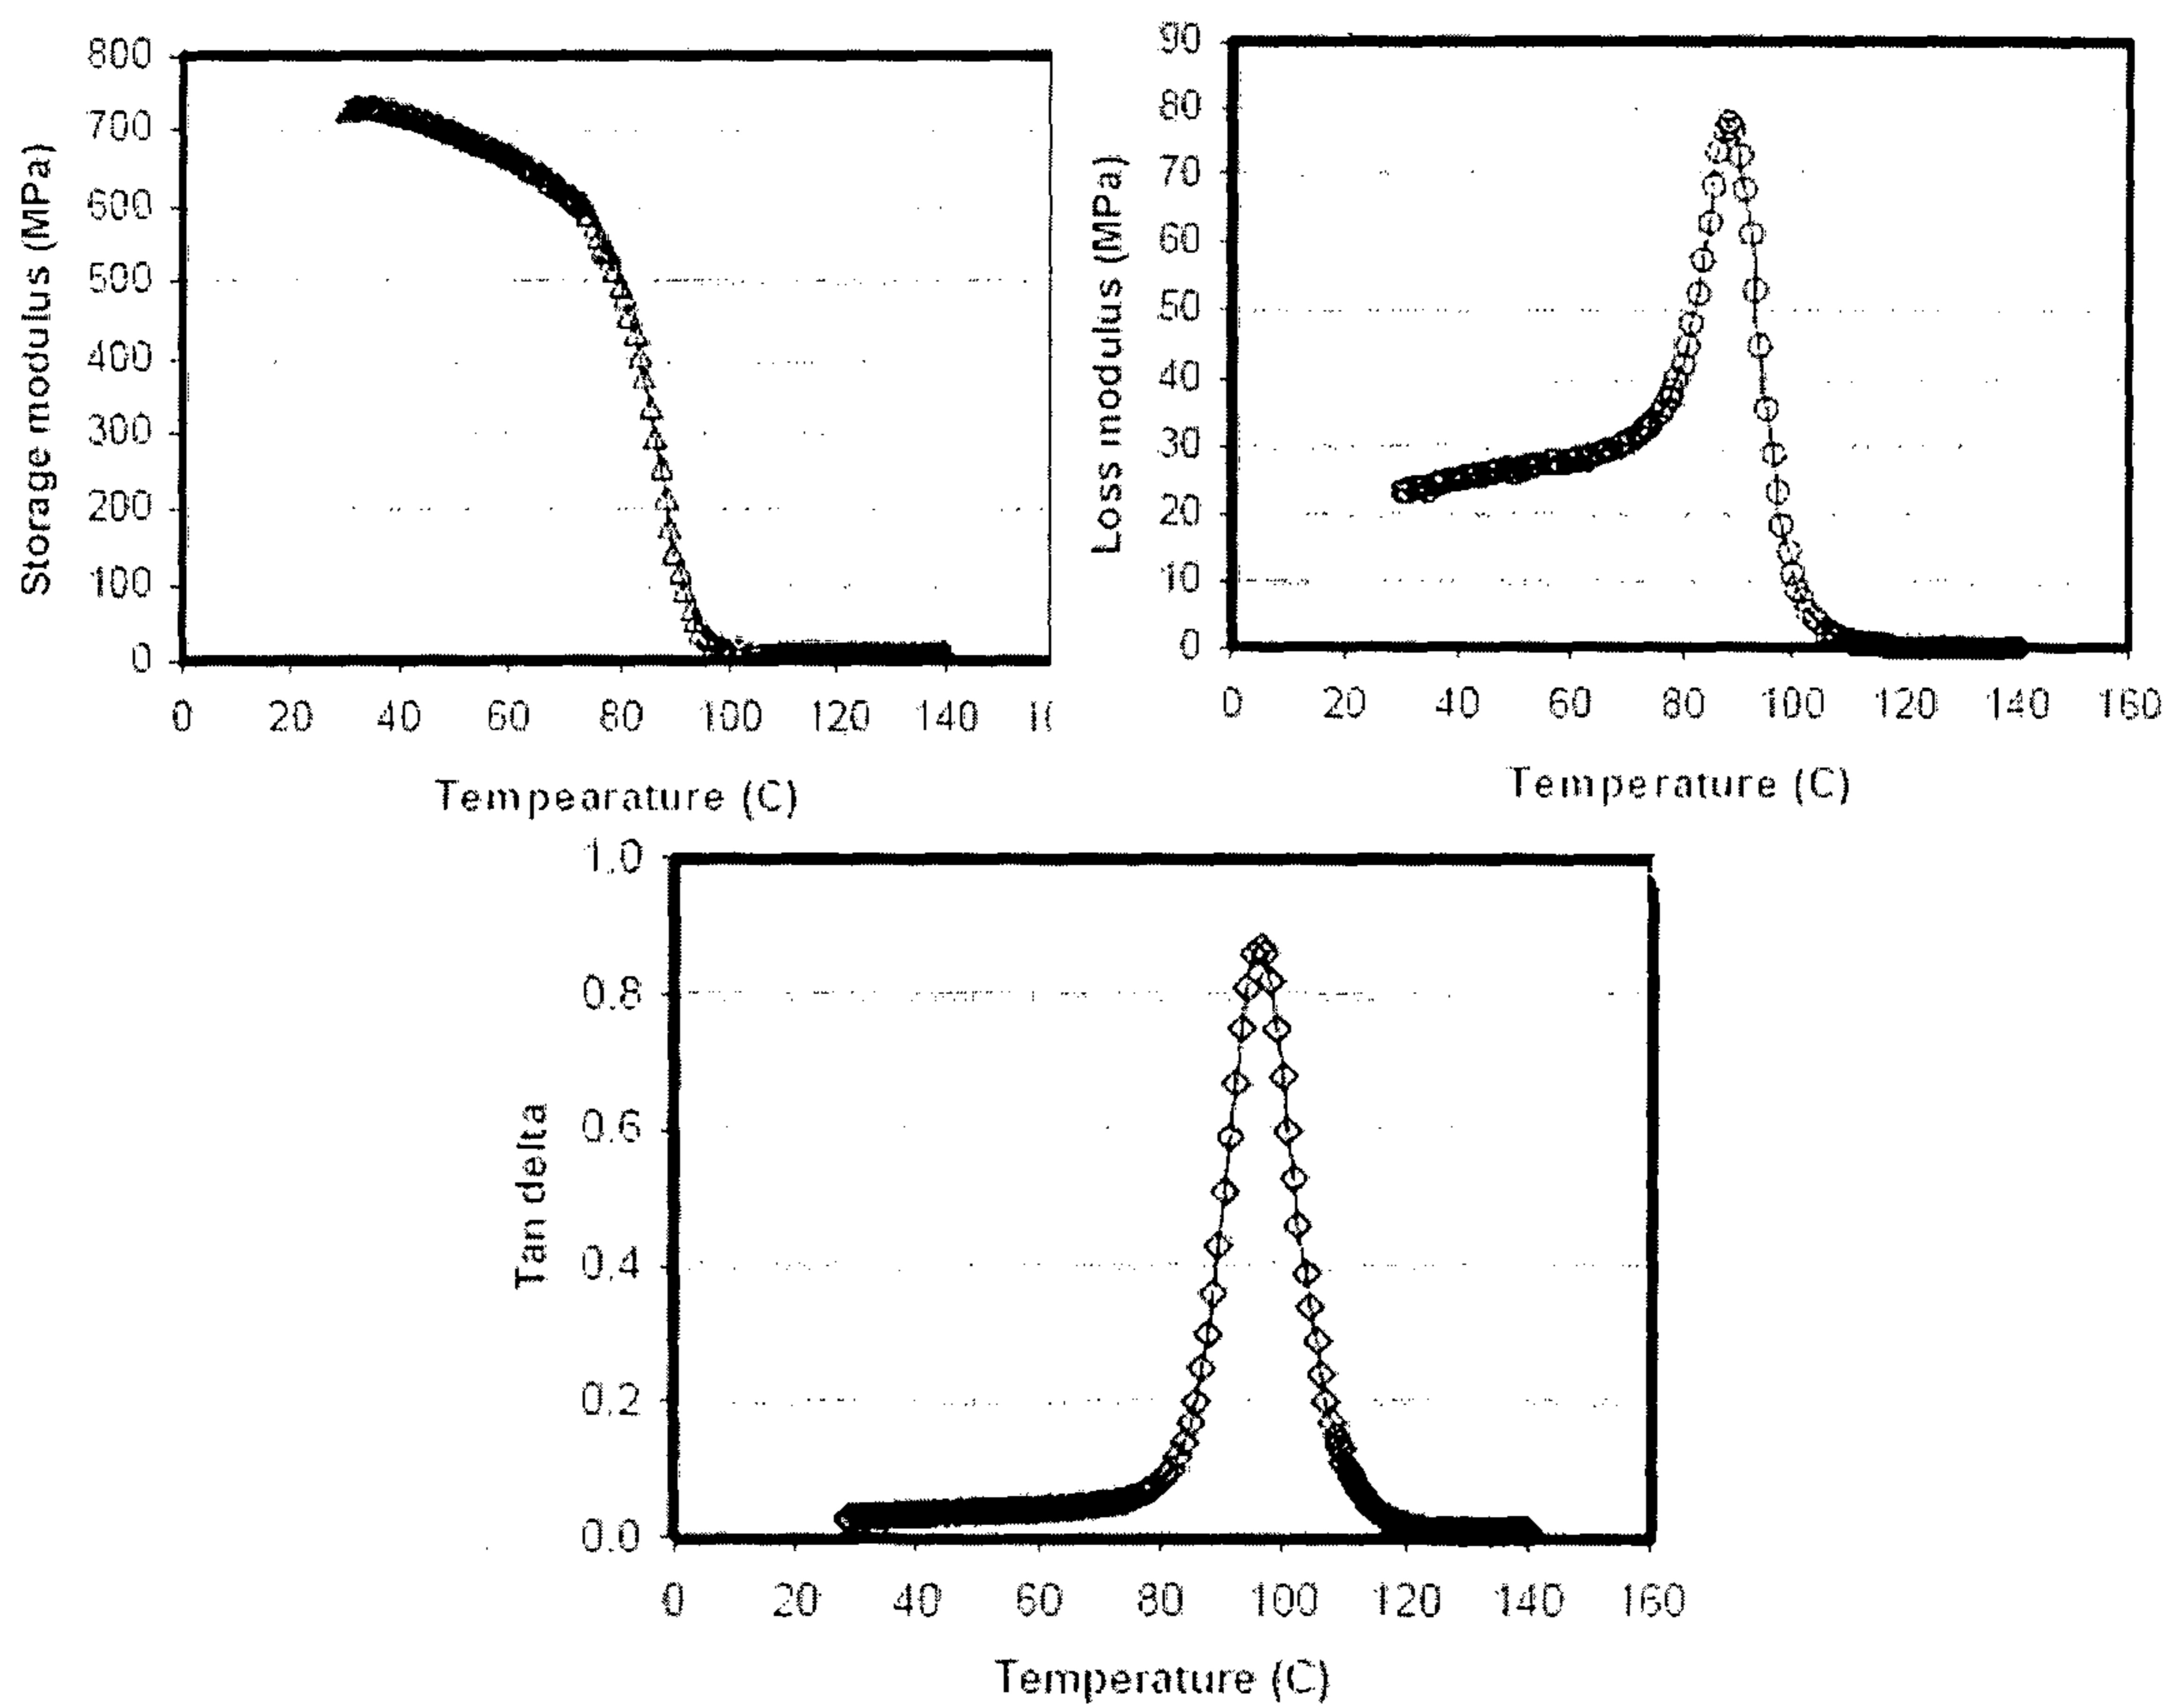 800
700
600
500
400
300
200
100
0
Storage modulus (MPa)
0 20 40 60 80 100 120 140 1(
Tempearature (C)
90
80
70
60
50
40
30
20
10
0
Loss modulus (MPa)
0 20 40 60 80 100 120 140 160
Temperature (C)
1.0
0.8
0.6
0.4
0.2
0.0
Tan delta
0 20 40 60 80 100 120 140 160
Temperature (C)